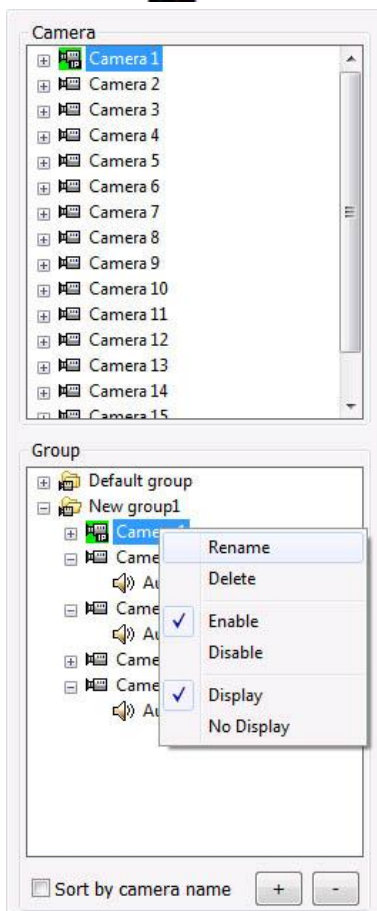 Camera
Camera 1
Camera 2
Camera 3
Camera 4
Camera 5
Camera 6
Camera 7
Camera 8
Camera 9
Camera 10
Camera 11
Camera 12
Camera 13
Camera 14
Camera 15
Group
Default group
New group1
Rename
Delete
Enable
Disable
Display
No Display
Sort by camera name + -